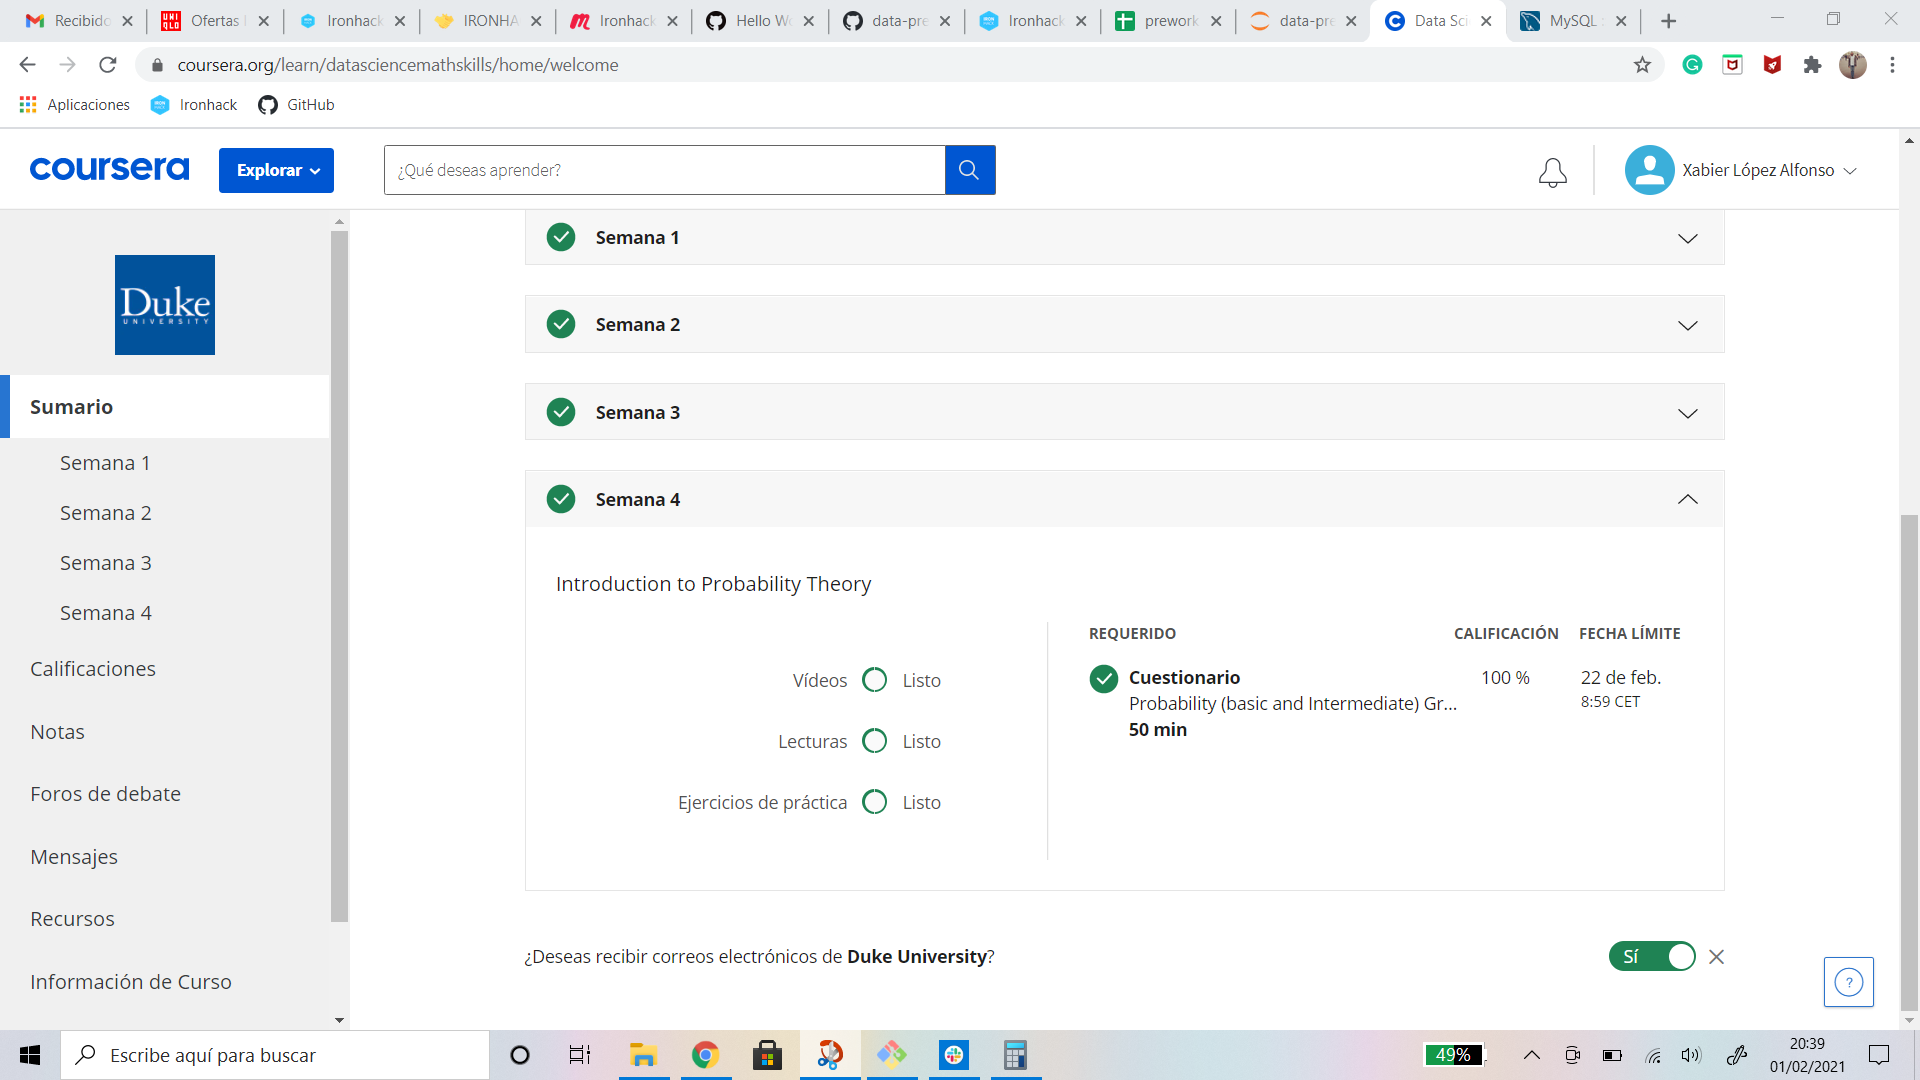 Recibido
Ofertas
Ironhack
IRONHA
Ironhack
Hello Wo
data-pre
Ironhack
prework
data-pre
Data Sci
MySQL
coursera.org/learn/datasciencemathskills/home/welcome
Aplicaciones
Ironhack
GitHub
coursera
Explorar
¿Qué deseas aprender?
Xabier López Alfonso
Duke
UNIVERSITY
Sumario
Semana 1
Semana 2
Semana 3
Semana 4
Calificaciones
Notas
Foros de debate
Mensajes
Recursos
Información de Curso
Semana 1
Semana 2
Semana 3
Semana 4
Introduction to Probability Theory
Vídeos Listo
Lecturas Listo
Ejercicios de práctica Listo
REQUERIDO CALIFICACIÓN FECHA LÍMITE
Cuestionario 100 % 22 de feb.
Probability (basic and Intermediate) Gr... 8:59 CET
50 min
¿Deseas recibir correos electrónicos de Duke University?
Sí
?
Escribe aquí para buscar
49%
20:39
01/02/2021